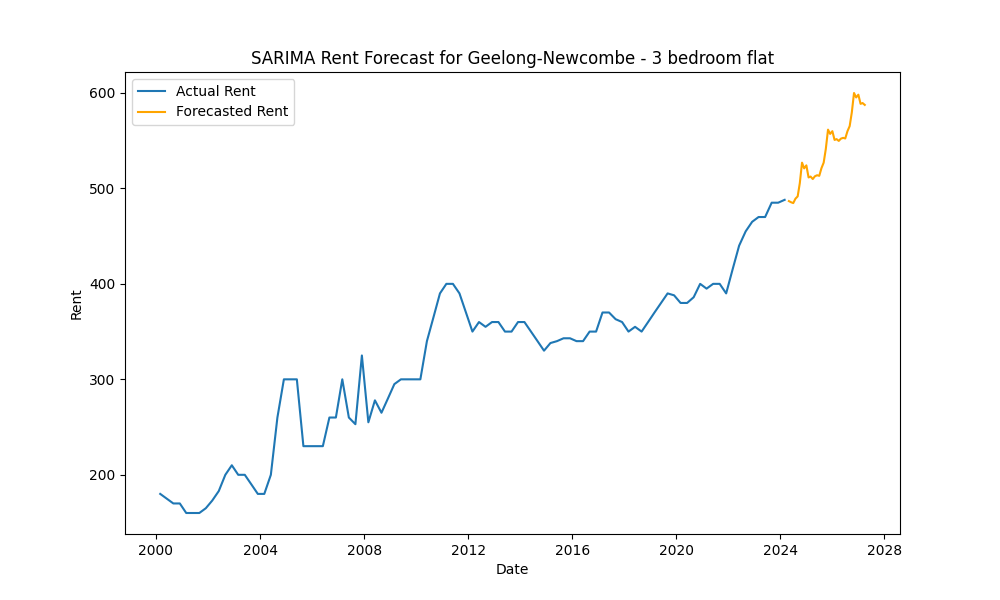 SARIMA Rent Forecast for Geelong-Newcombe - 3 bedroom flat
Actual Rent
Forecasted Rent
600
500
400
300
200
Rent
2000 2004 2008 2012 2016 2020 2024 2028
Date